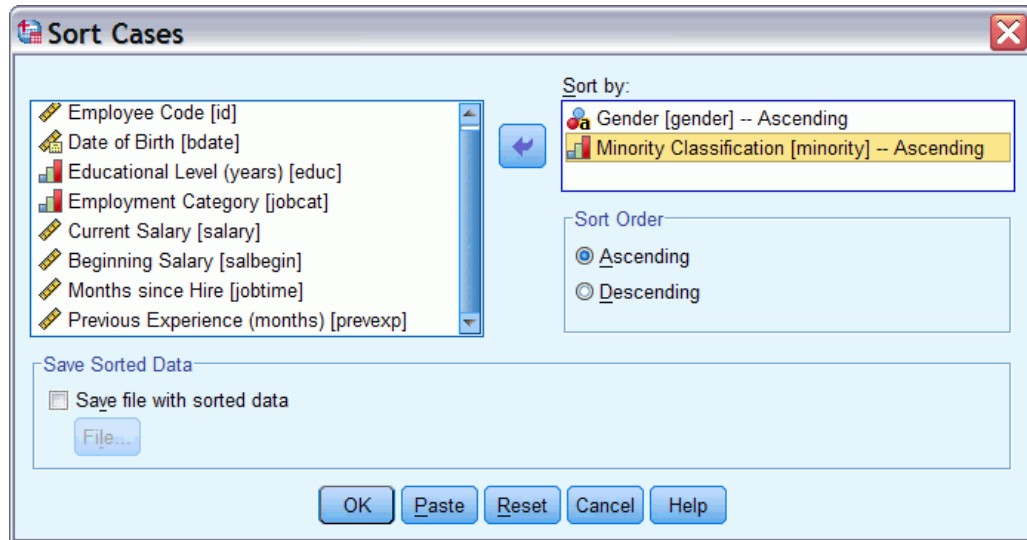 Sort Cases
Employee Code [id]
Date of Birth [bdate]
Educational Level (years) [educ]
Employment Category [jobcat]
Current Salary [salary]
Beginning Salary [salbegin]
Months since Hire [jobtime]
Previous Experience (months) [prevexp]
Sort by:
Gender [gender] -- Ascending
Minority Classification [minority] -- Ascending
Sort Order
Ascending
Descending
Save Sorted Data
Save file with sorted data
File...
OK
Paste
Reset
Cancel
Help